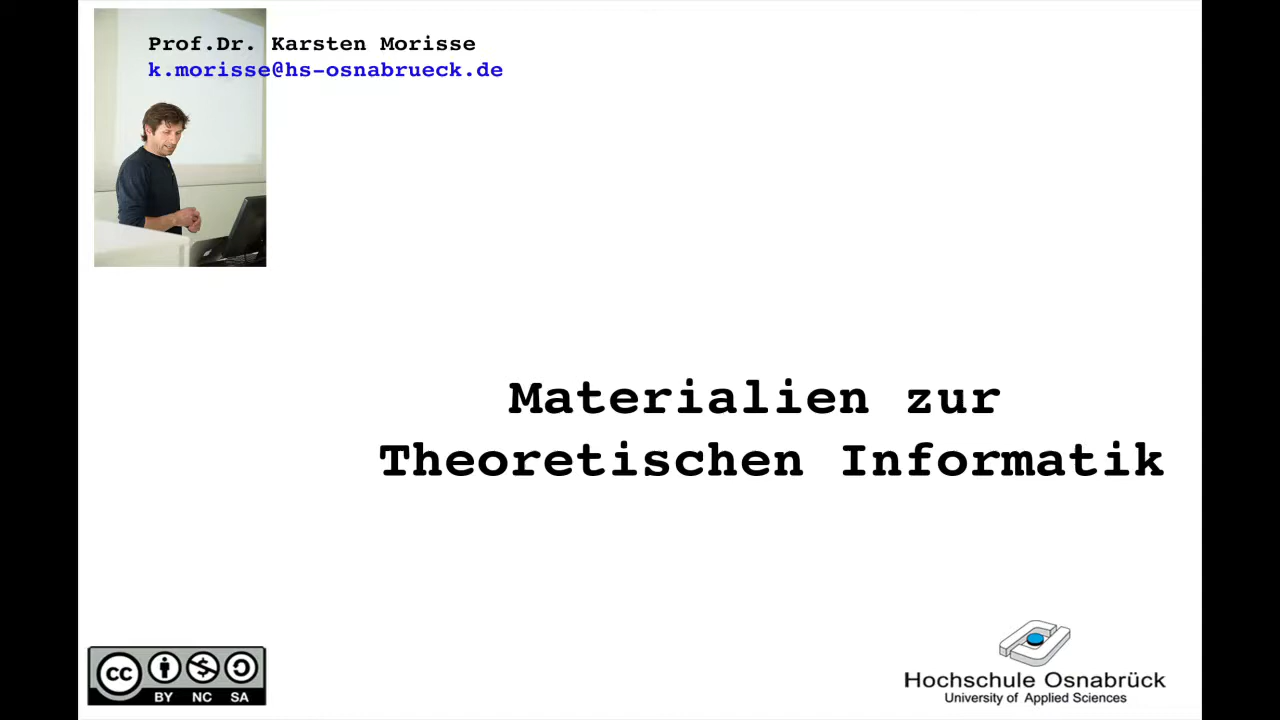 Prof.Dr. Karsten Morisse
k.morisse@hs-osnabrueck.de
Materialien zur
Theoretischen Informatik
cc
BY NC SA
Hochschule Osnabrück
University of Applied Sciences